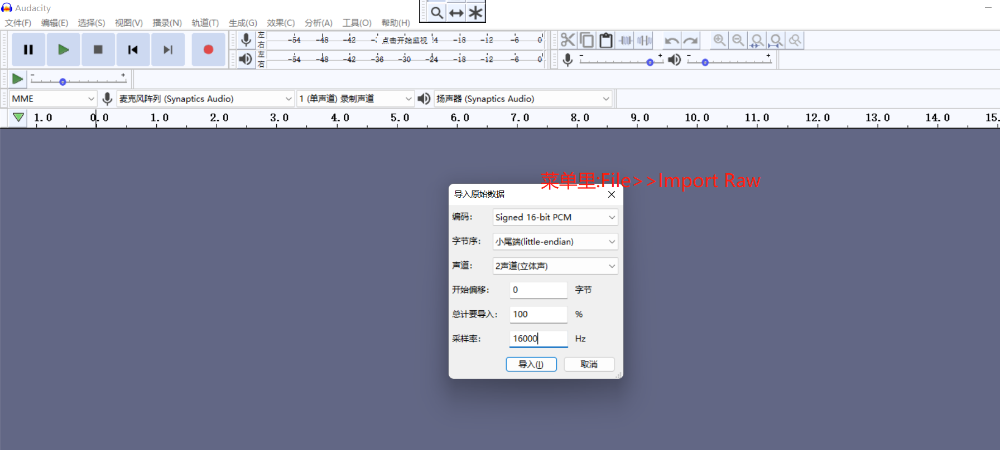 Audacity
文件(F) 编辑(E) 选择(S) 视图(V) 播录(N) 轨道(T) 生成(G) 效果(C) 分析(A) 工具(O) 帮助(H)
左 右 -54 -48 -42 点击开始监视 -18 -12 -6 0
左 右 -54 -48 -42 -36 -30 -24 -18 -12 -6 0
- +
- +
- +
MME 麦克风阵列 (Synaptics Audio) 1 (单声道) 录制声道 扬声器 (Synaptics Audio)
1.0 0.0 1.0 2.0 3.0 4.0 5.0 6.0 7.0 8.0 9.0 10.0 11.0 12.0 13.0 14.0 15.
菜单里:File>>Import Raw
导入原始数据
编码: Signed 16-bit PCM
字节序: 小尾端(little-endian)
声道: 2声道(立体声)
开始偏移: 0 字节
总计要导入: 100 %
采样率: 16000 Hz
导入(I) 取消